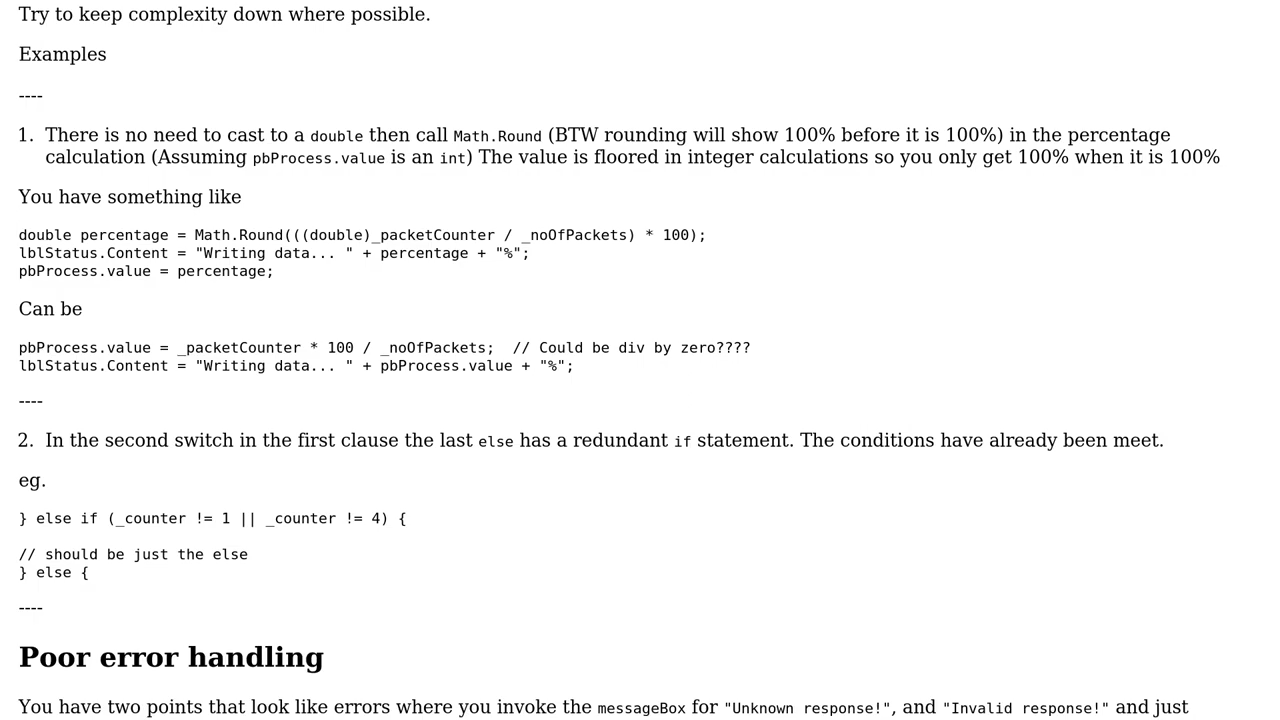 Try to keep complexity down where possible.
Examples
----
1. There is no need to cast to a double then call Math.Round (BTW rounding will show 100% before it is 100%) in the percentage
calculation (Assuming pbProcess.value is an int) The value is floored in integer calculations so you only get 100% when it is 100%
You have something like
double percentage = Math.Round(((double)_packetCounter / _noOfPackets) * 100);
lblStatus.Content = "Writing data... " + percentage + "%";
pbProcess.value = percentage;
Can be
pbProcess.value = _packetCounter * 100 / _noOfPackets;  // Could be div by zero????
lblStatus.Content = "Writing data... " + pbProcess.value + "%";
----
2. In the second switch in the first clause the last else has a redundant if statement. The conditions have already been meet.
eg.
} else if (_counter != 1 || _counter != 4) {
// should be just the else
} else {
----
Poor error handling
You have two points that look like errors where you invoke the messageBox for "Unknown response!", and "Invalid response!" and just